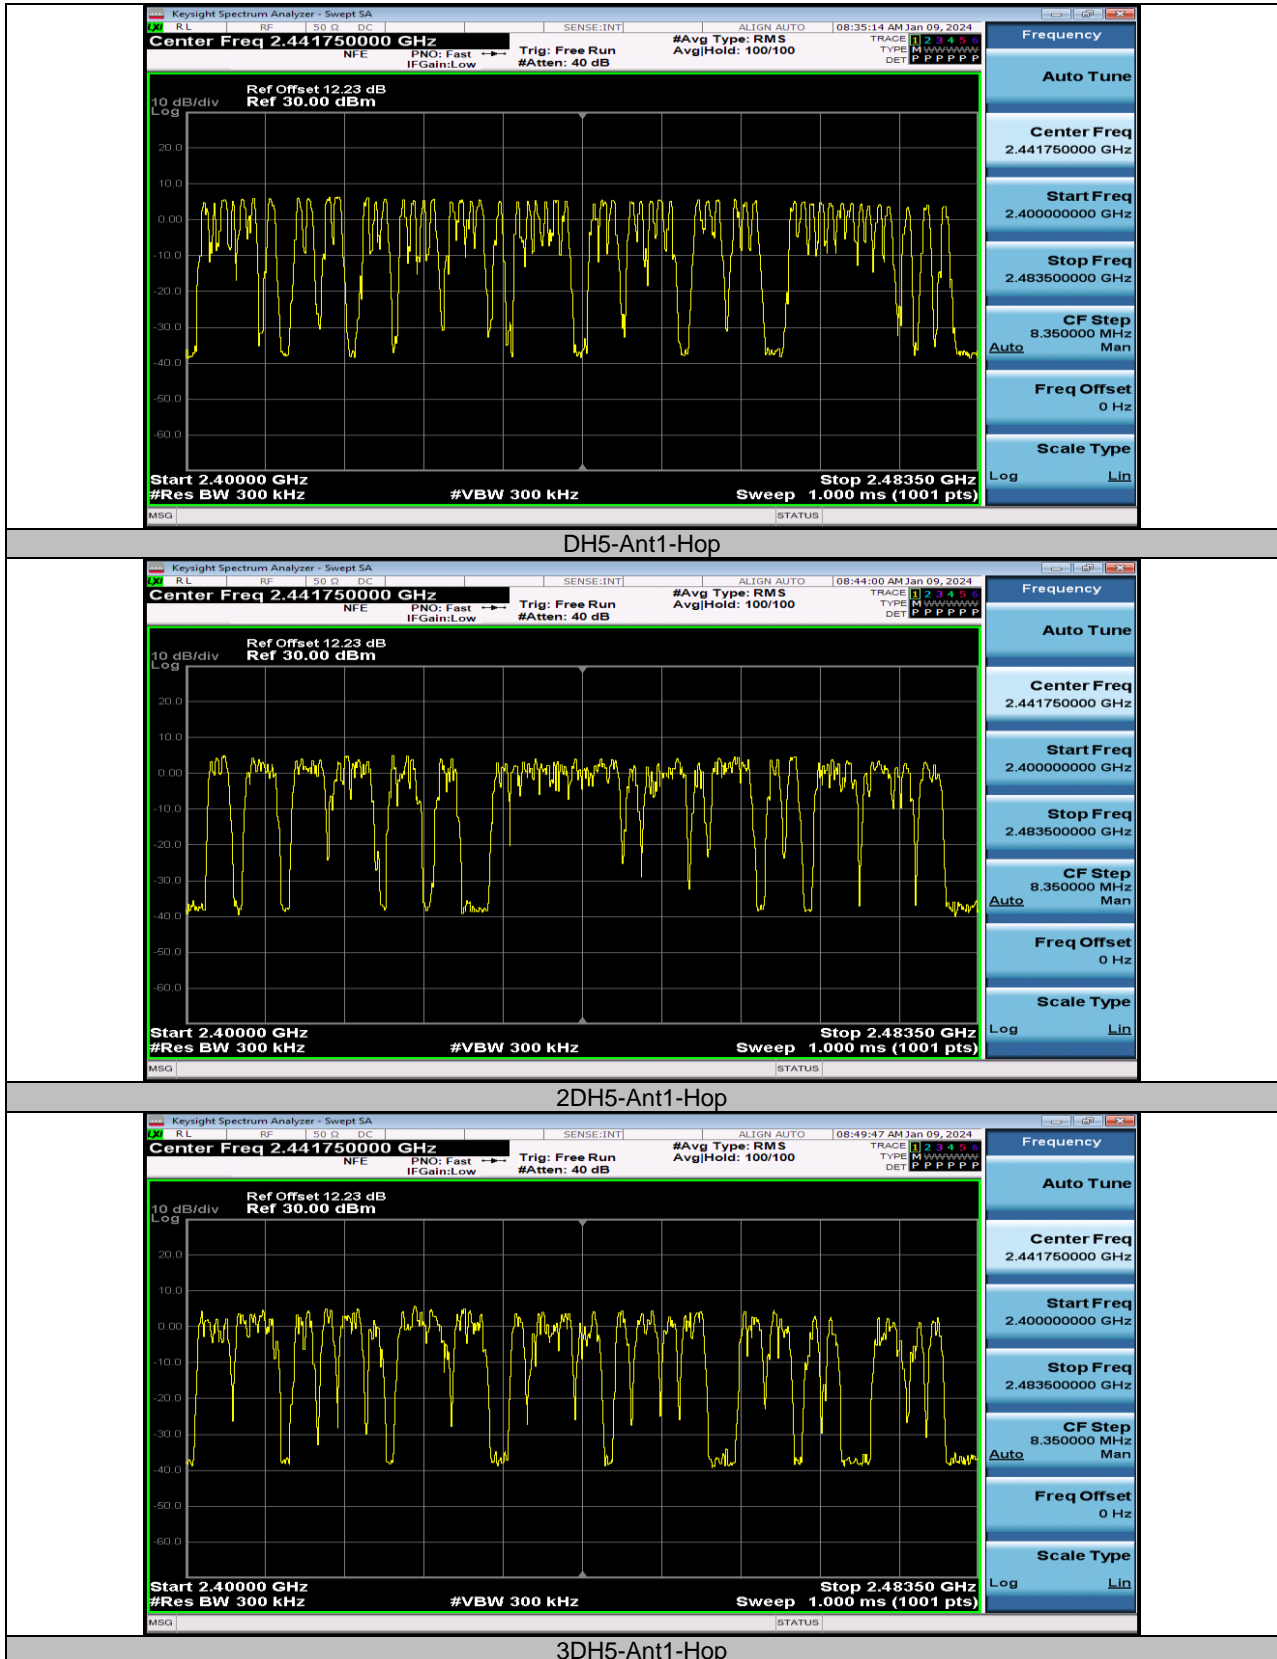 Keysight Spectrum Analyzer - Swept SA
LXI RL RF 50 Ω DC SENSE:INT ALIGN AUTO 08:35:14 AM Jan 09, 2024
Center Freq 2.441750000 GHz #Avg Type: RMS TRACE 1 2 3 4 5 6
NFE PNO: Fast Trig: Free Run Avg|Hold: 100/100 TYPE M WWWWW
IFGain:Low #Atten: 40 dB DET P P P P P P
Ref Offset 12.23 dB
10 dB/div Ref 30.00 dBm
Log
20.0
10.0
0.00
-10.0
-20.0
-30.0
-40.0
-50.0
-60.0
Start 2.40000 GHz Stop 2.48350 GHz
#Res BW 300 kHz #VBW 300 kHz Sweep 1.000 ms (1001 pts)
MSG STATUS
Frequency
Auto Tune
Center Freq
2.441750000 GHz
Start Freq
2.400000000 GHz
Stop Freq
2.483500000 GHz
CF Step
8.350000 MHz
Auto Man
Freq Offset
0 Hz
Scale Type
Log Lin
DH5-Ant1-Hop
Keysight Spectrum Analyzer - Swept SA
LXI RL RF 50 Ω DC SENSE:INT ALIGN AUTO 08:44:00 AM Jan 09, 2024
Center Freq 2.441750000 GHz #Avg Type: RMS TRACE 1 2 3 4 5 6
NFE PNO: Fast Trig: Free Run Avg|Hold: 100/100 TYPE M WWWWW
IFGain:Low #Atten: 40 dB DET P P P P P P
Ref Offset 12.23 dB
10 dB/div Ref 30.00 dBm
Log
20.0
10.0
0.00
-10.0
-20.0
-30.0
-40.0
-50.0
-60.0
Start 2.40000 GHz Stop 2.48350 GHz
#Res BW 300 kHz #VBW 300 kHz Sweep 1.000 ms (1001 pts)
MSG STATUS
Frequency
Auto Tune
Center Freq
2.441750000 GHz
Start Freq
2.400000000 GHz
Stop Freq
2.483500000 GHz
CF Step
8.350000 MHz
Auto Man
Freq Offset
0 Hz
Scale Type
Log Lin
2DH5-Ant1-Hop
Keysight Spectrum Analyzer - Swept SA
LXI RL RF 50 Ω DC SENSE:INT ALIGN AUTO 08:49:47 AM Jan 09, 2024
Center Freq 2.441750000 GHz #Avg Type: RMS TRACE 1 2 3 4 5 6
NFE PNO: Fast Trig: Free Run Avg|Hold: 100/100 TYPE M WWWWW
IFGain:Low #Atten: 40 dB DET P P P P P P
Ref Offset 12.23 dB
10 dB/div Ref 30.00 dBm
Log
20.0
10.0
0.00
-10.0
-20.0
-30.0
-40.0
-50.0
-60.0
Start 2.40000 GHz Stop 2.48350 GHz
#Res BW 300 kHz #VBW 300 kHz Sweep 1.000 ms (1001 pts)
MSG STATUS
Frequency
Auto Tune
Center Freq
2.441750000 GHz
Start Freq
2.400000000 GHz
Stop Freq
2.483500000 GHz
CF Step
8.350000 MHz
Auto Man
Freq Offset
0 Hz
Scale Type
Log Lin
3DH5-Ant1-Hop